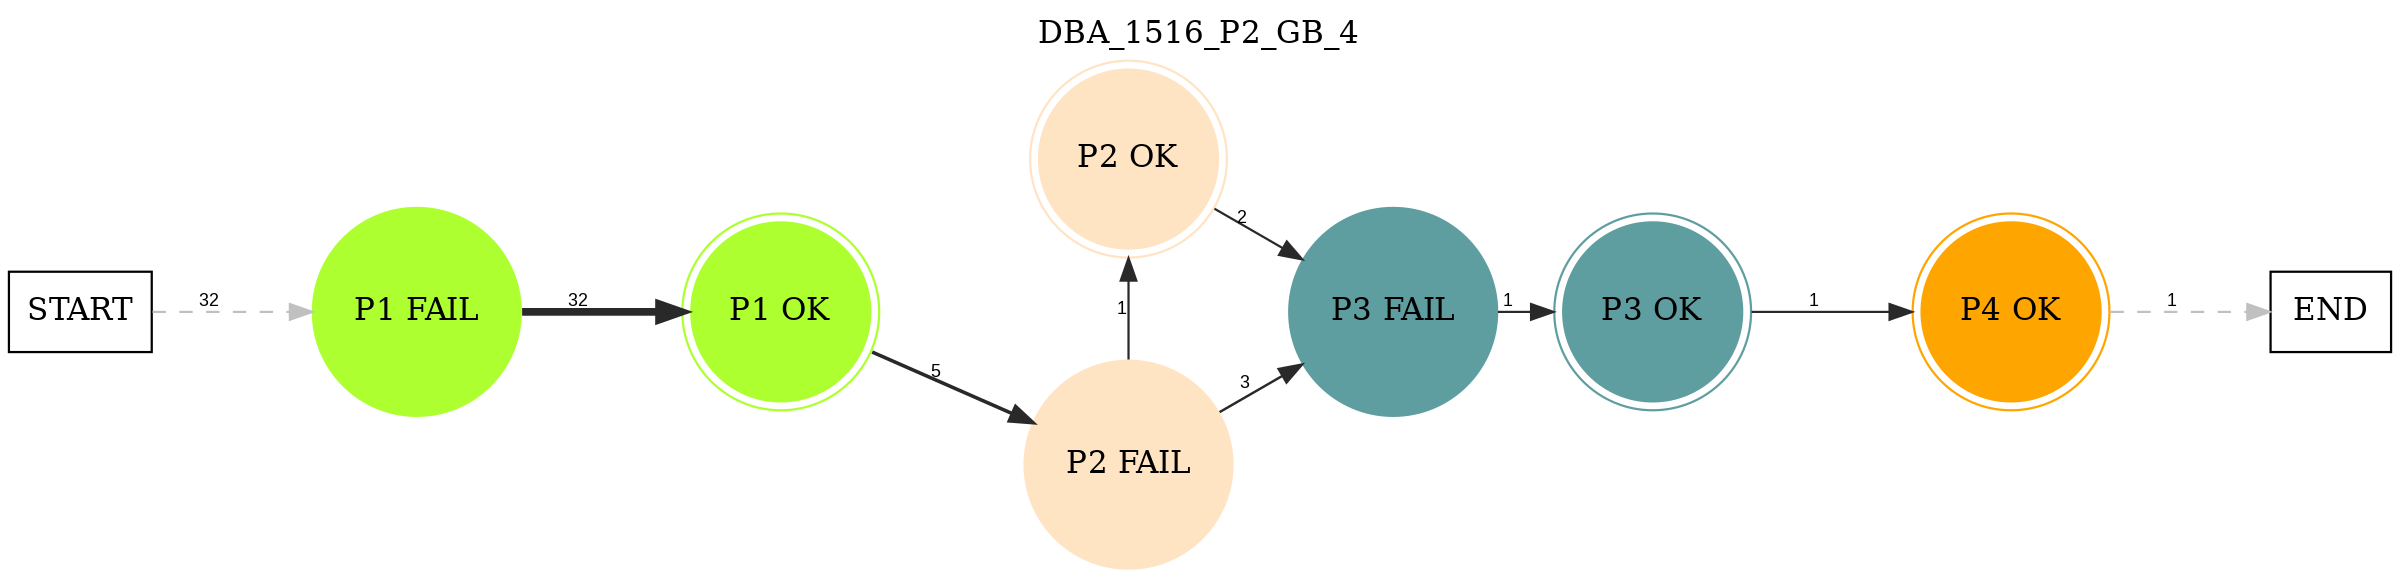 DBA_1516_P2_GB_4
START
32
P1 FAIL
32
P1 OK
5
P2 OK
1
P2 FAIL
2
3
P3 FAIL
1
P3 OK
1
P4 OK
1
END